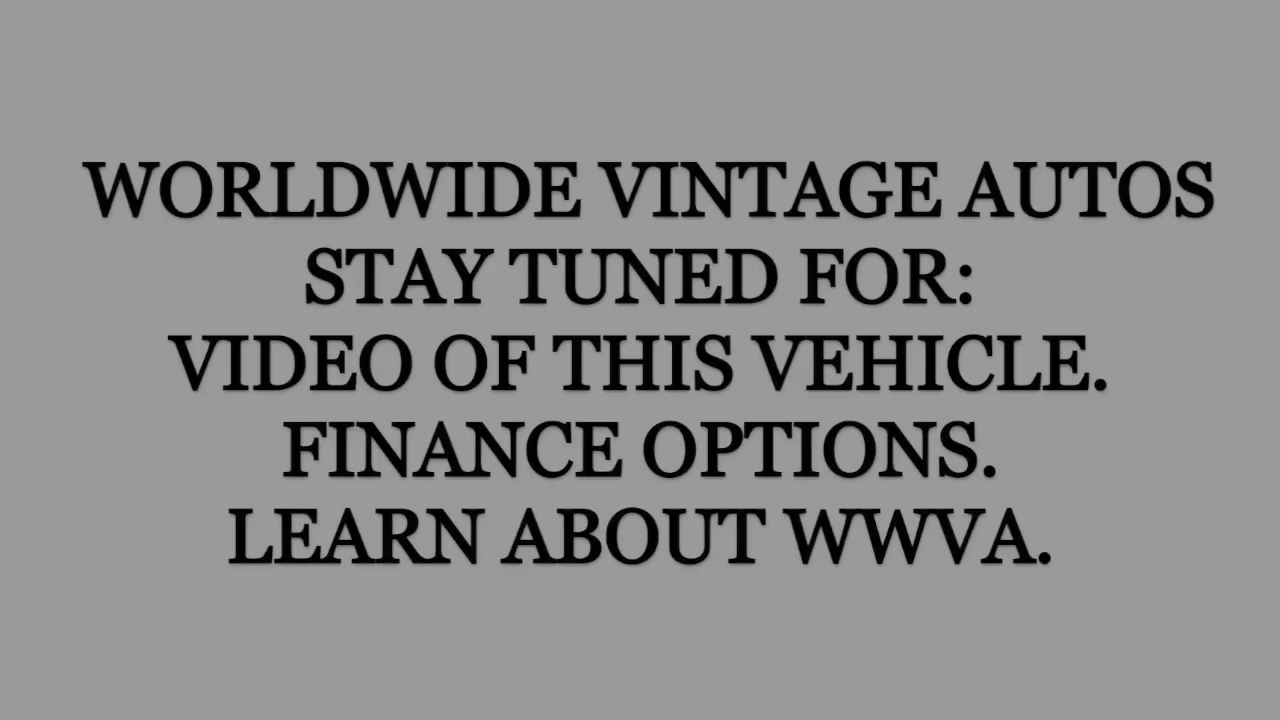 WORLDWIDE VINTAGE AUTOS
STAY TUNED FOR:
VIDEO OF THIS VEHICLE.
FINANCE OPTIONS.
LEARN ABOUT WWVA.